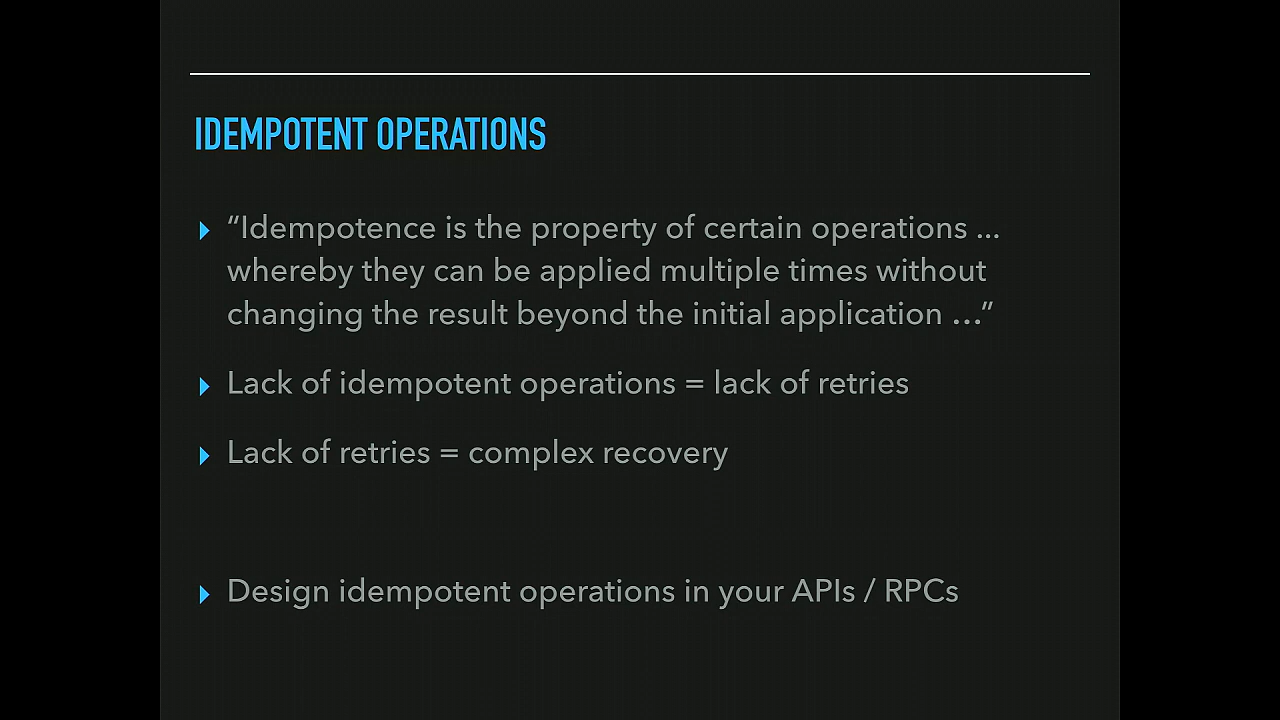 IDEMPOTENT OPERATIONS
“Idempotence is the property of certain operations ...
whereby they can be applied multiple times without
changing the result beyond the initial application …”
Lack of idempotent operations = lack of retries
Lack of retries = complex recovery
Design idempotent operations in your APIs / RPCs